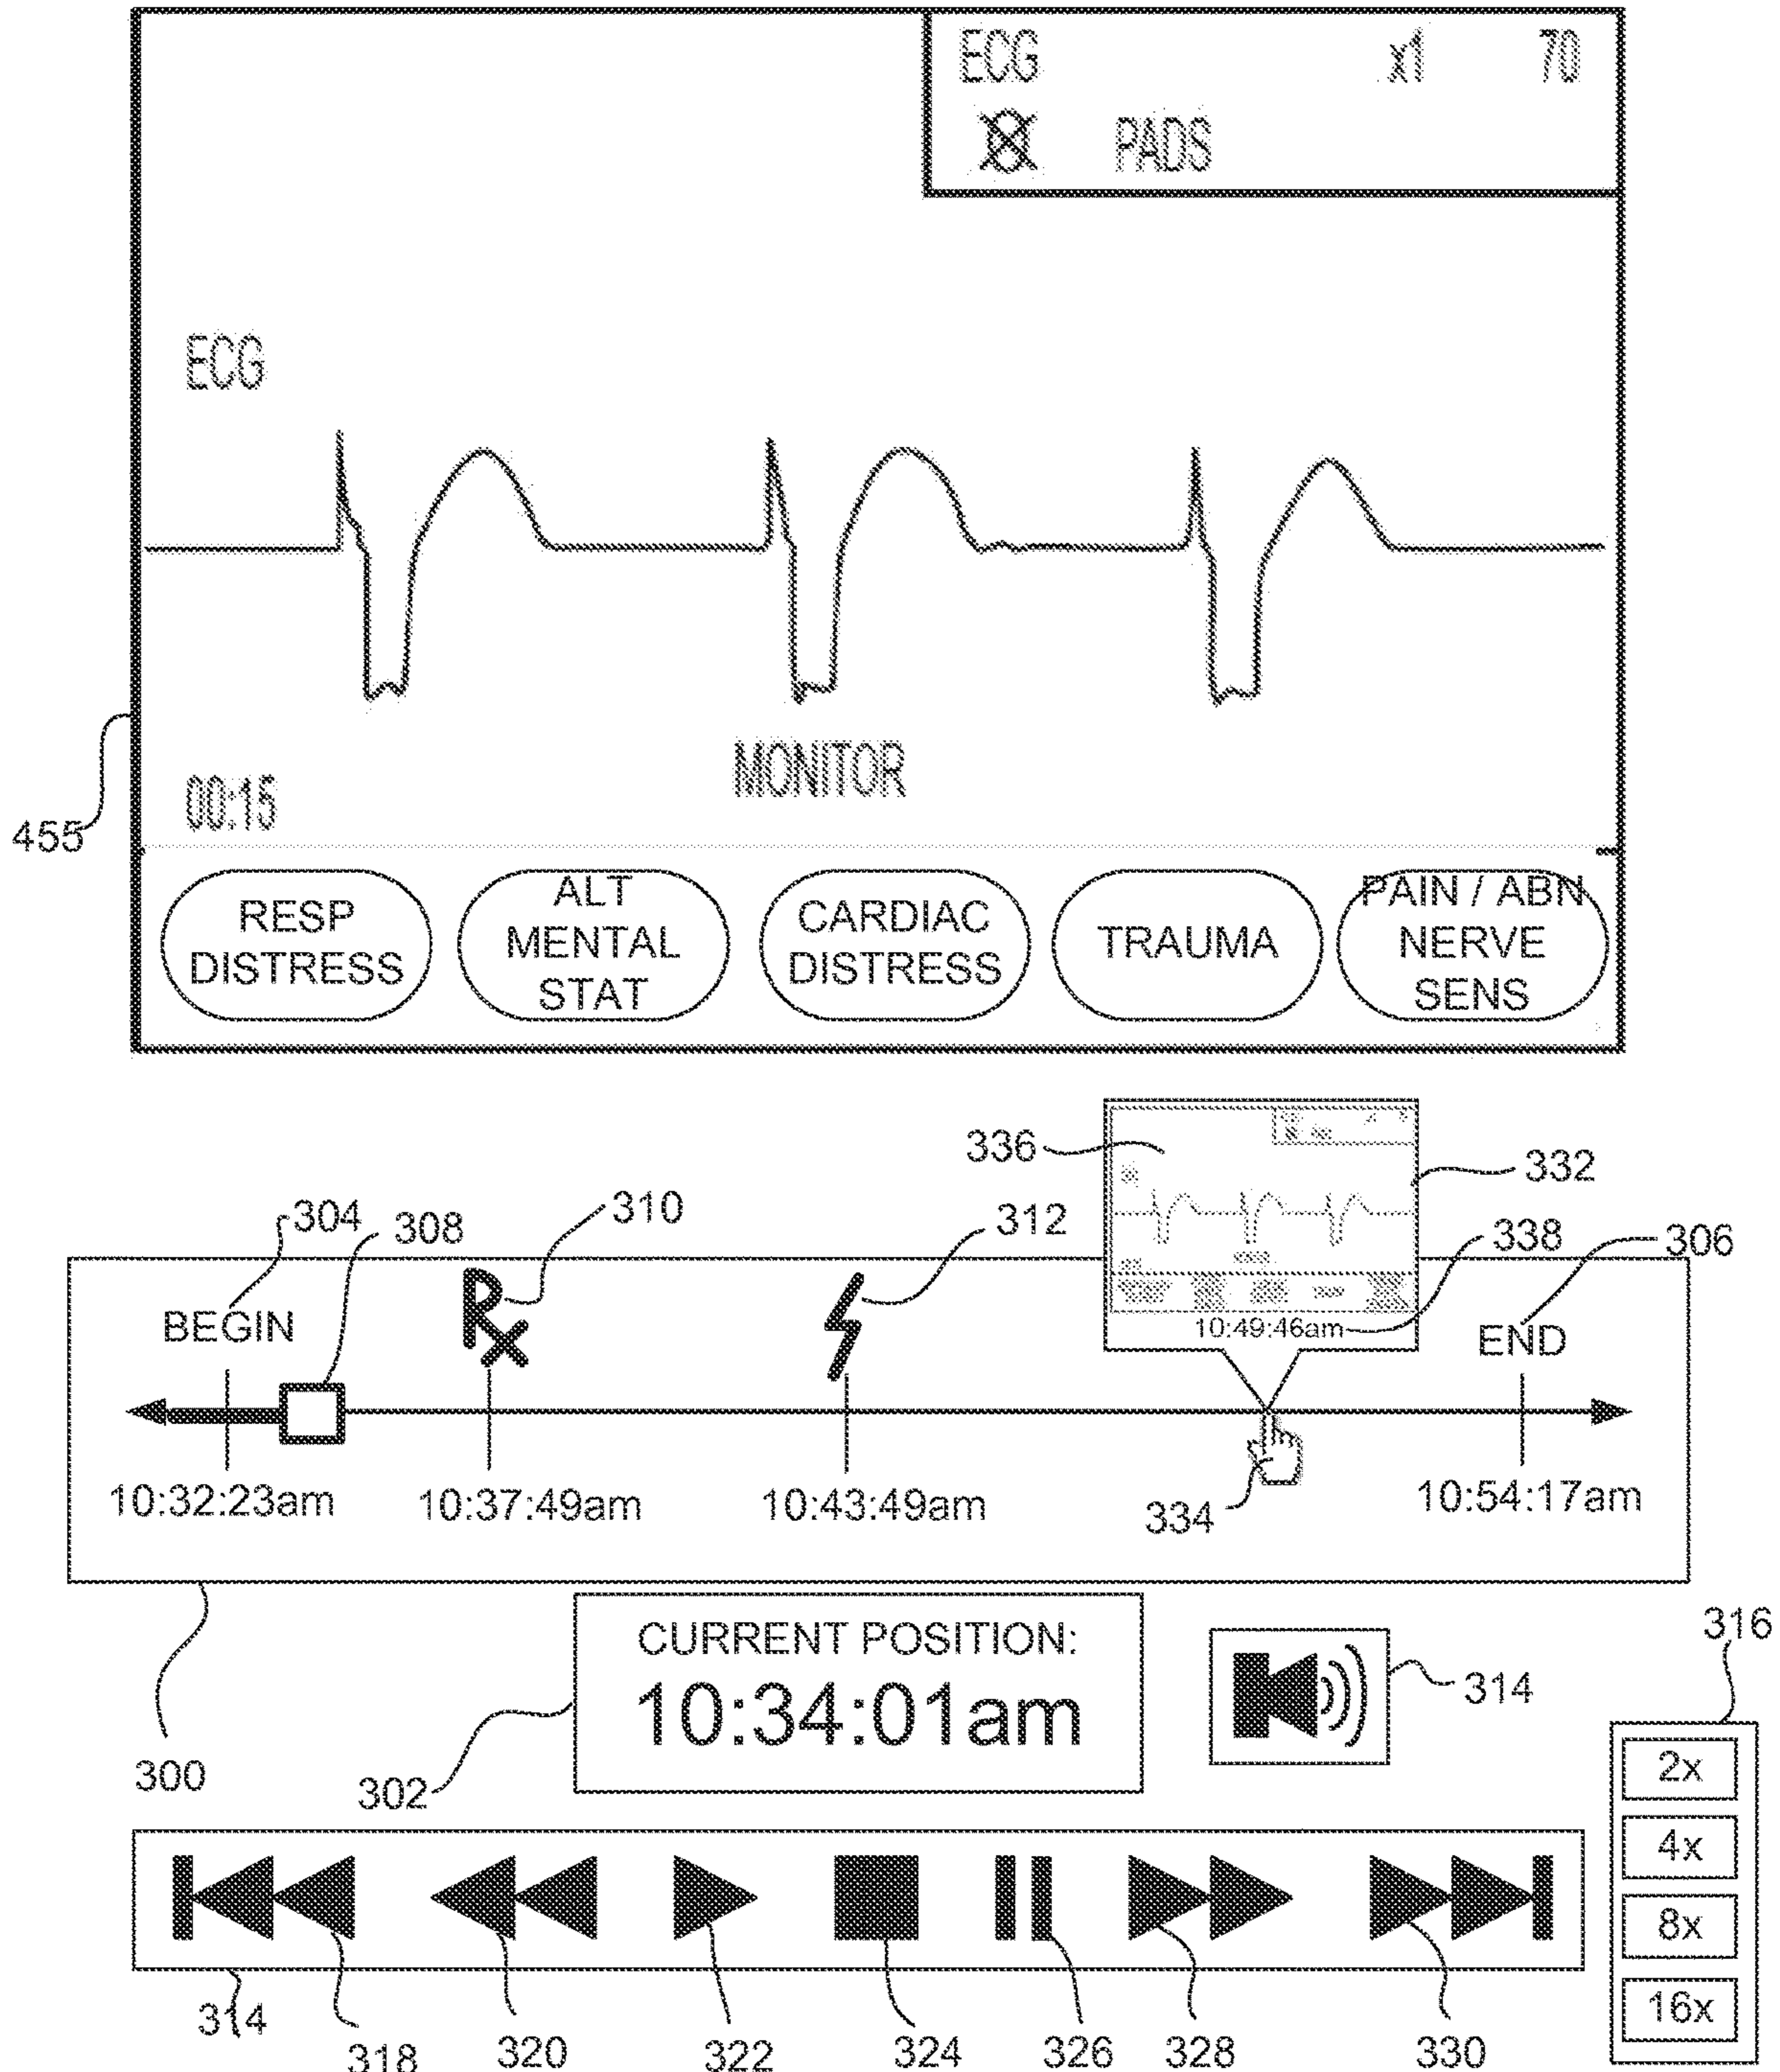 ECG x1 70
PADS
ECG
MONITOR
00:15
455
RESP DISTRESS
ALT MENTAL STAT
CARDIAC DISTRESS
TRAUMA
PAIN / ABN NERVE SENS
336
332
304
308
310
312
338
306
BEGIN
Rx
10:49:46am
END
10:32:23am
10:37:49am
10:43:49am
334
10:54:17am
300
CURRENT POSITION:
10:34:01am
302
314
316
2x
4x
8x
16x
314
318
320
322
324
326
328
330